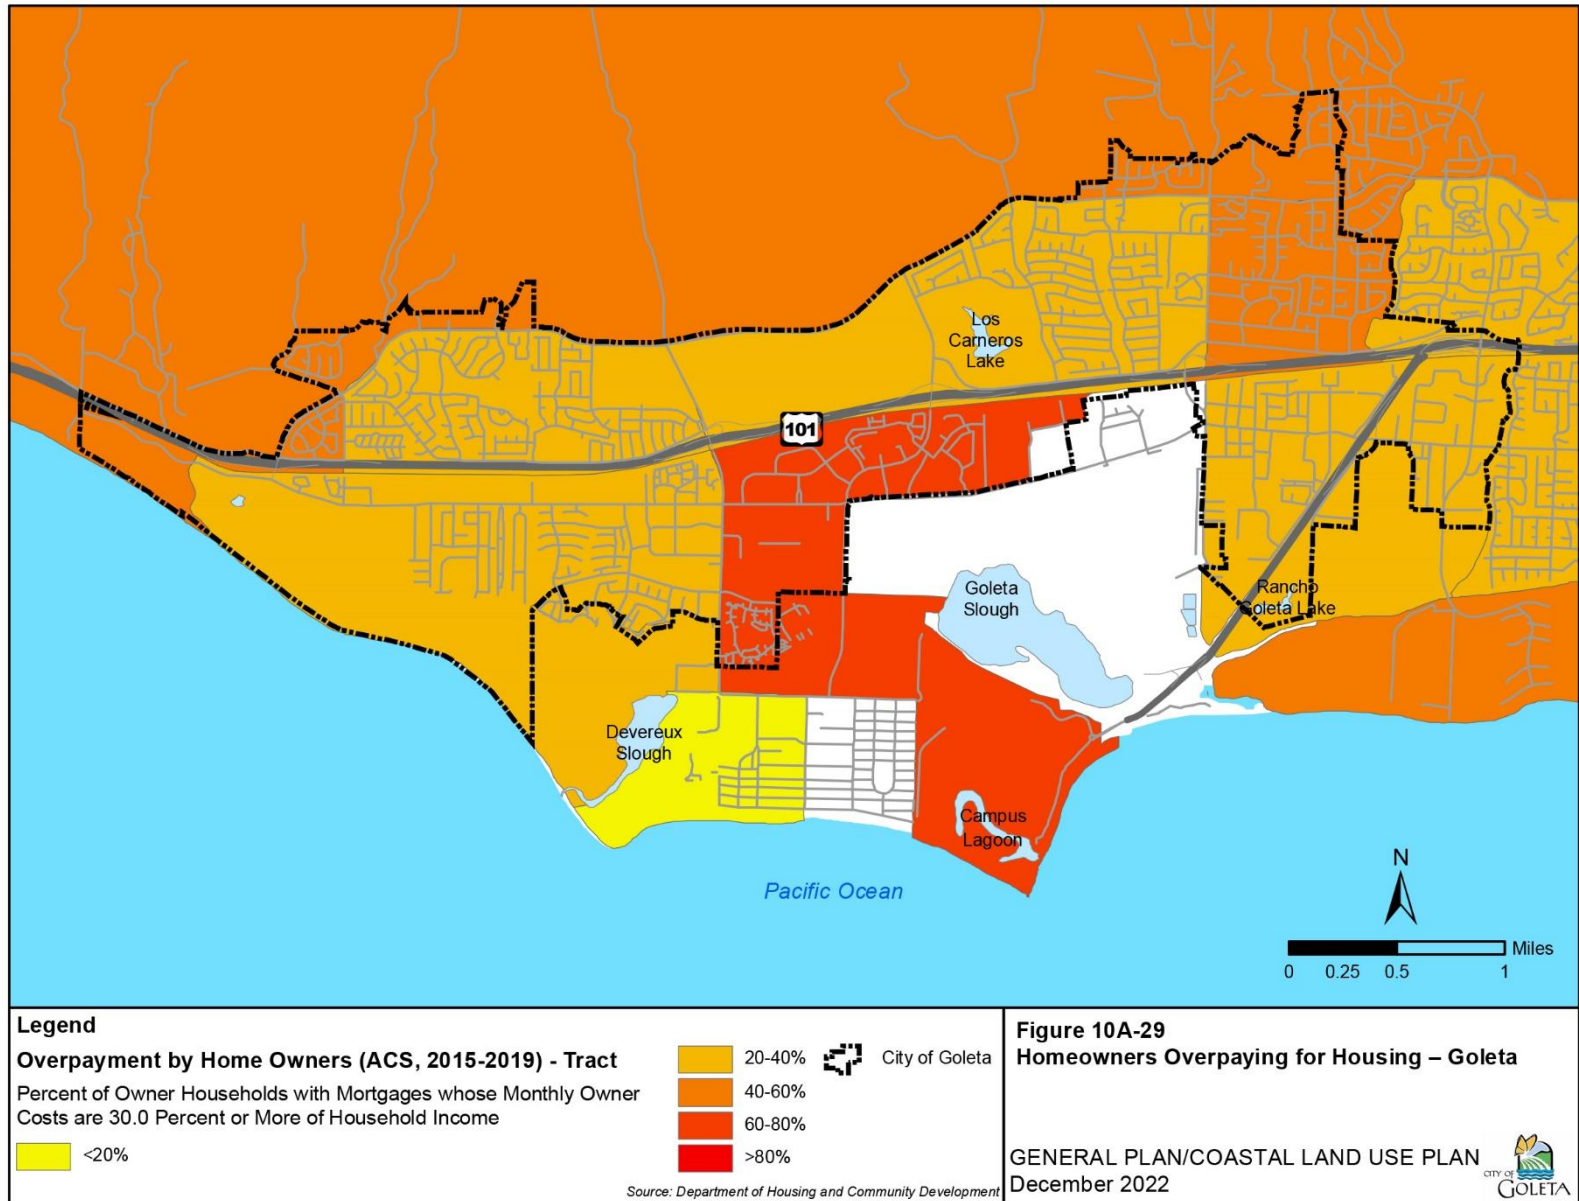 Los
Carneros
Lake
101
Goleta
Slough
Rancho
Goleta Lake
Devereux
Slough
Campus
Lagoon
Pacific Ocean
N
Miles
0 0.25 0.5 1
Legend
Overpayment by Home Owners (ACS, 2015-2019) - Tract
Percent of Owner Households with Mortgages whose Monthly Owner
Costs are 30.0 Percent or More of Household Income
<20%
20-40%
40-60%
60-80%
>80%
City of Goleta
Source: Department of Housing and Community Development
Figure 10A-29
Homeowners Overpaying for Housing – Goleta
GENERAL PLAN/COASTAL LAND USE PLAN
December 2022
CITY OF
GOLETA